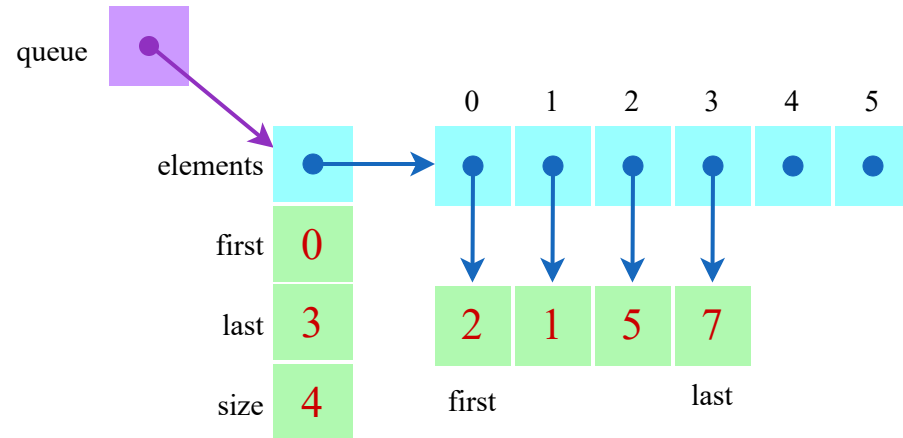 queue
0 1 2 3 4 5
elements
first 0
last 3 2 1 5 7
size 4 first last